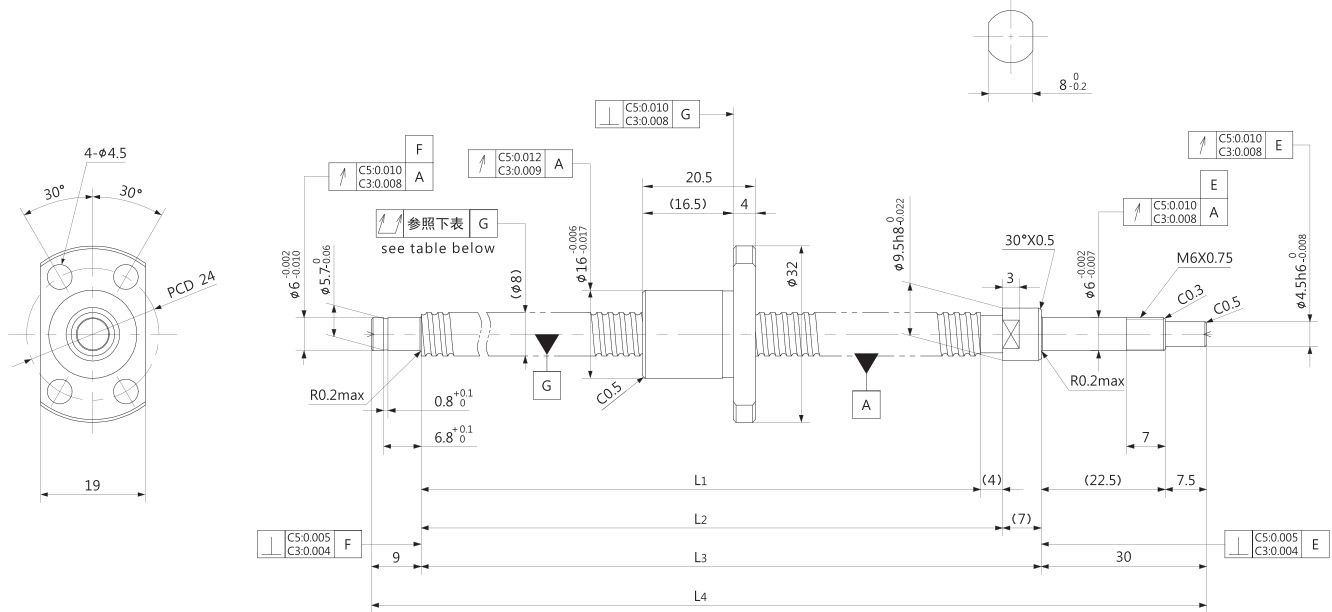 8 0 -0.2
C5:0.010
C3:0.008
G
F
C5:0.010
C3:0.008
A
C5:0.012
C3:0.009
A
C5:0.010
C3:0.008
E
E
C5:0.010
C3:0.008
A
4-ϕ4.5
30°
30°
PCD 24
19
参照下表
G
see table below
20.5
(16.5)
4
ϕ6 -0.002 -0.010
ϕ5.7 0 -0.06
(ϕ8)
ϕ16 -0.006 -0.017
ϕ32
ϕ9.5h8 0 -0.022
30°X0.5
3
ϕ6 -0.002 -0.007
M6X0.75
C0.3
C0.5
ϕ4.5h6 0 -0.008
R0.2max
0.8 +0.1 0
6.8 +0.1 0
G
C0.5
A
R0.2max
7
L1
(4)
(22.5)
7.5
L2
(7)
C5:0.005
C3:0.004
F
9
L3
30
C5:0.005
C3:0.004
E
L4